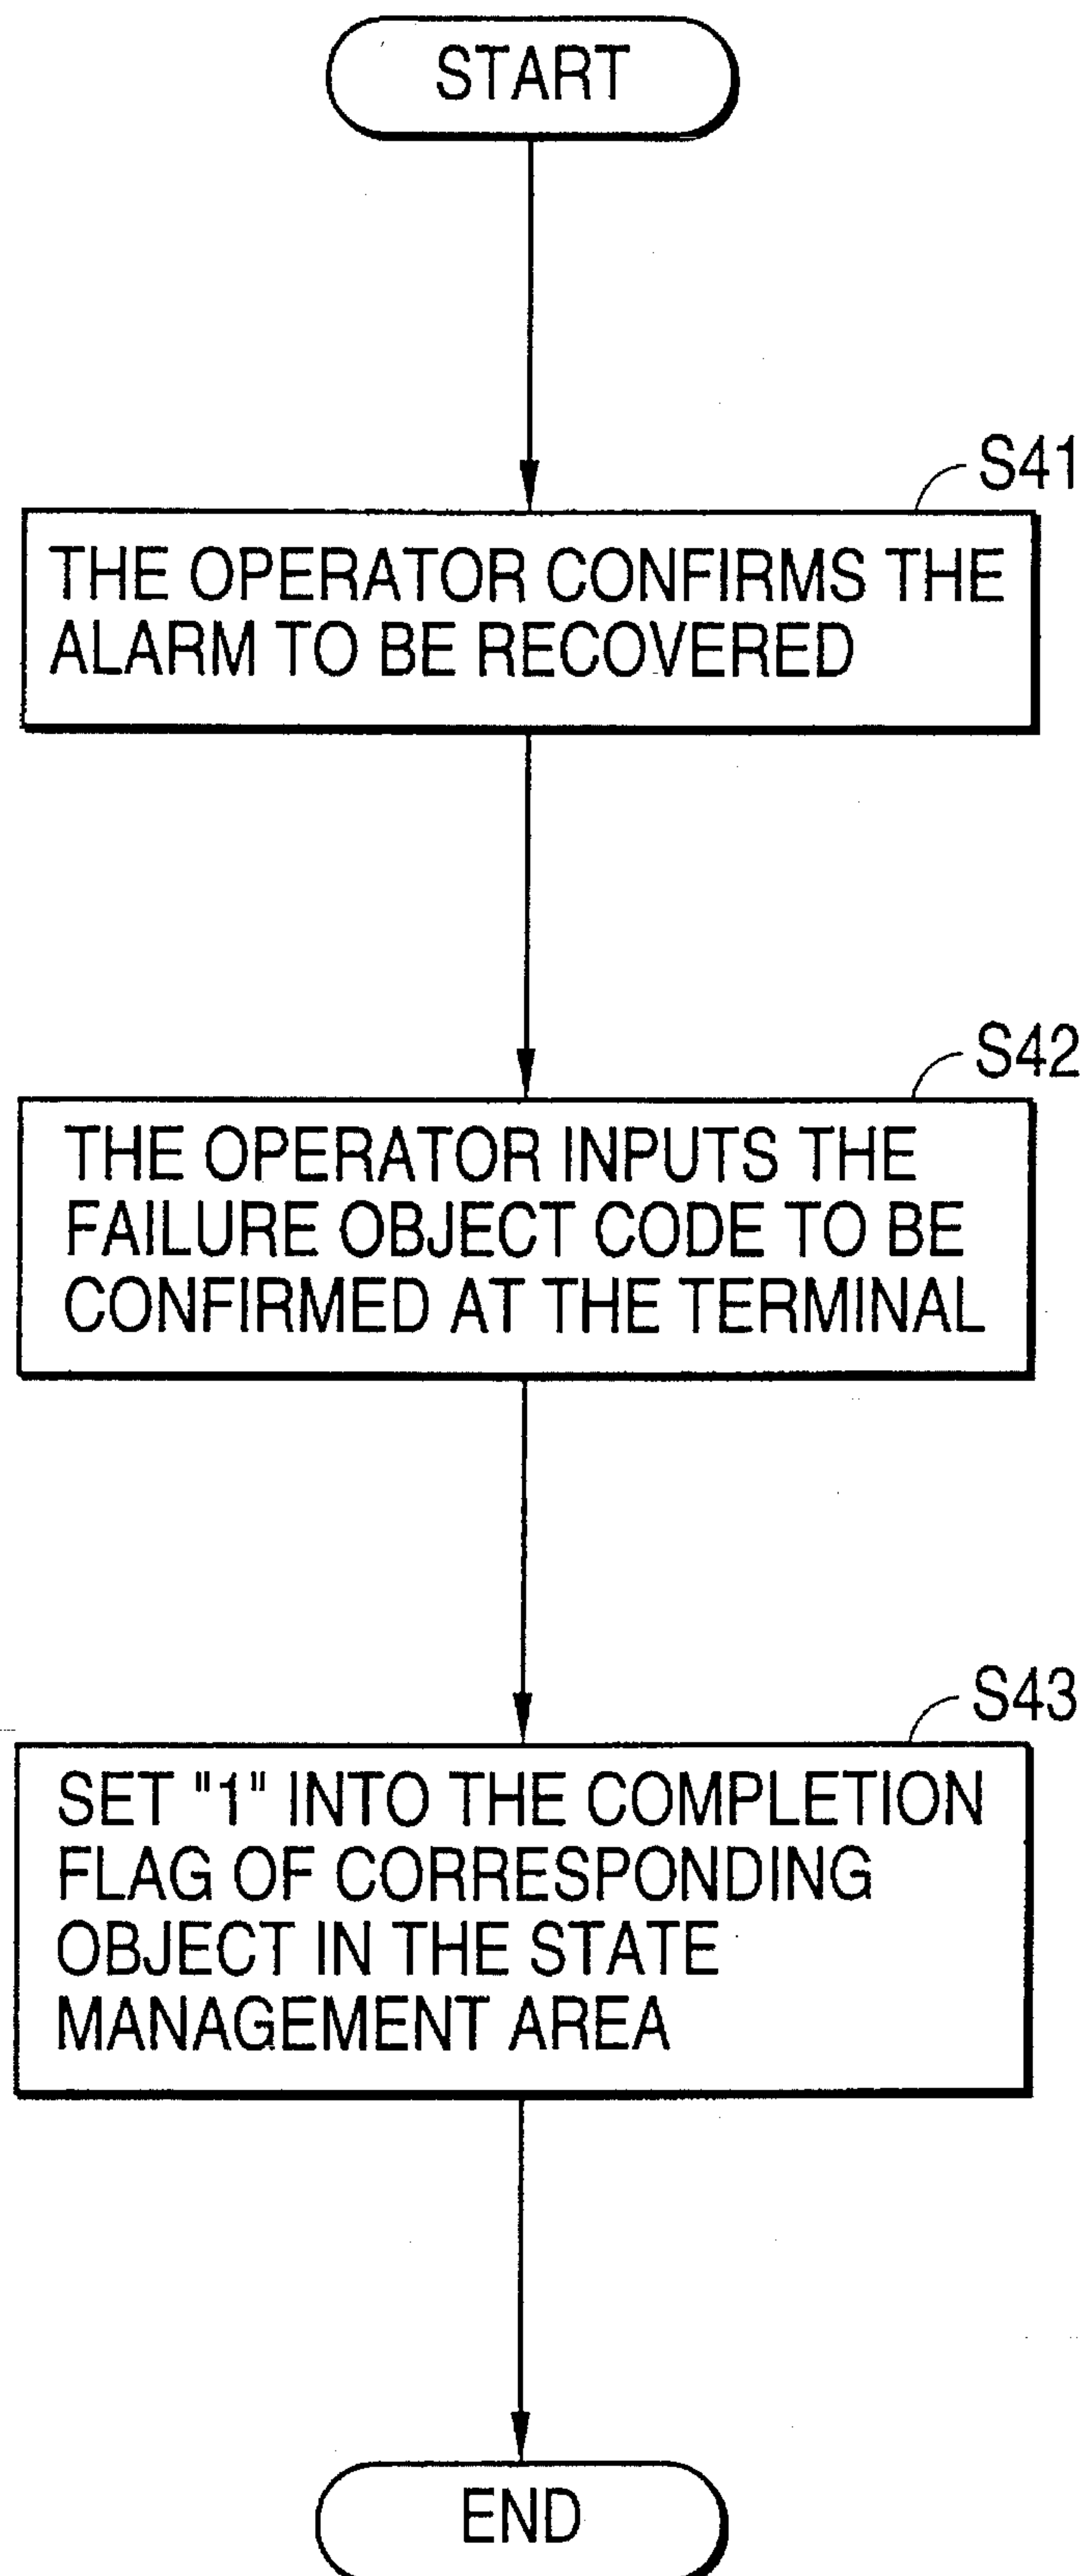 START
S41
THE OPERATOR CONFIRMS THE
ALARM TO BE RECOVERED
S42
THE OPERATOR INPUTS THE
FAILURE OBJECT CODE TO BE
CONFIRMED AT THE TERMINAL
S43
SET "1" INTO THE COMPLETION
FLAG OF CORRESPONDING
OBJECT IN THE STATE
MANAGEMENT AREA
END